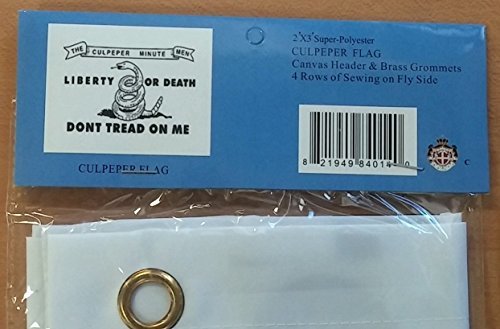 THE CULPEPER MINUTE MEN
LIBERTY OR DEATH
DONT TREAD ON ME
CULPEPER FLAG
2'X3' Super-Polyester
CULPEPER FLAG
Canvas Header & Brass Grommets
4 Rows of Sewing on Fly Side
8 21949 84014 0
C